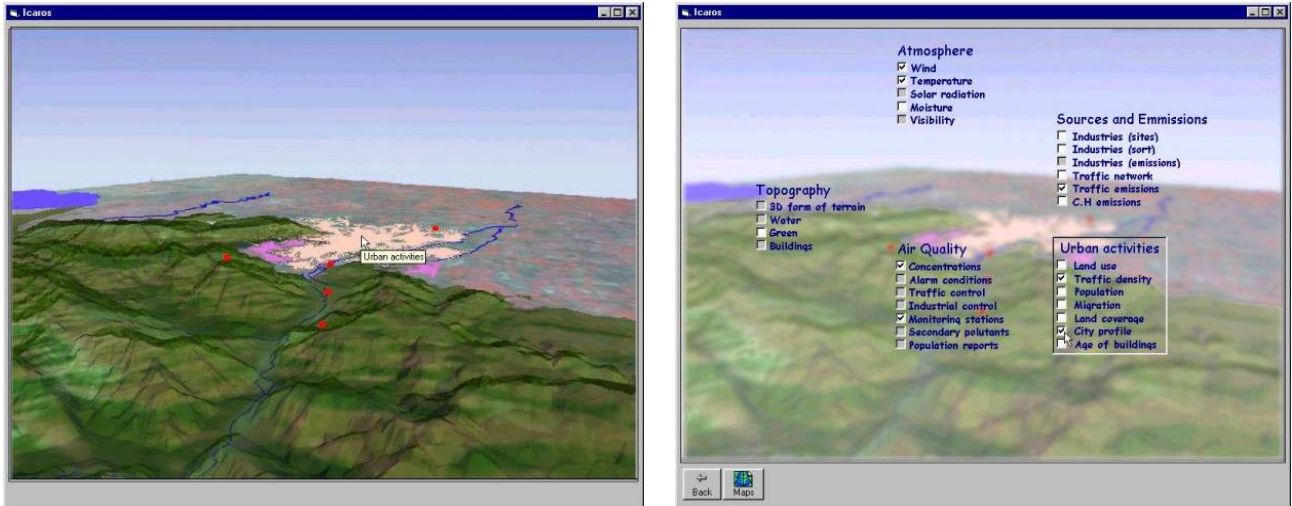 Icaros
Urban activities
Icaros
Atmosphere
Wind
Temperature
Solar radiation
Moisture
Visibility
Sources and Emmissions
Industries (sites)
Industries (sort)
Industries (emissions)
Traffic network
Traffic emissions
C.H emissions
Topography
3D form of terrain
Water
Green
Buildings
Air Quality
Concentrations
Alarm conditions
Traffic control
Industrial control
Monitoring stations
Secondary polutants
Population reports
Urban activities
Land use
Traffic density
Population
Migration
Land coverage
City profile
Age of buildings
Back
Maps